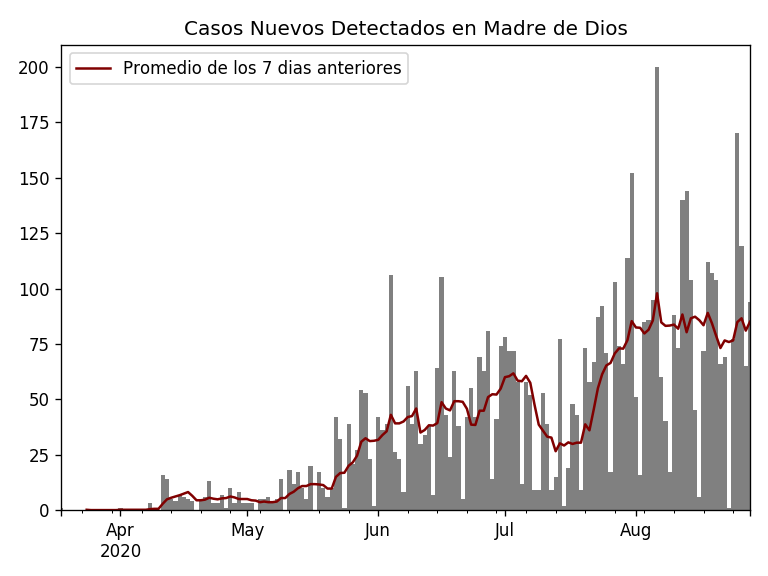 Casos Nuevos Detectados en Madre de Dios
Promedio de los 7 dias anteriores
200
175
150
125
100
75
50
25
0
Apr
2020
May
Jun
Jul
Aug